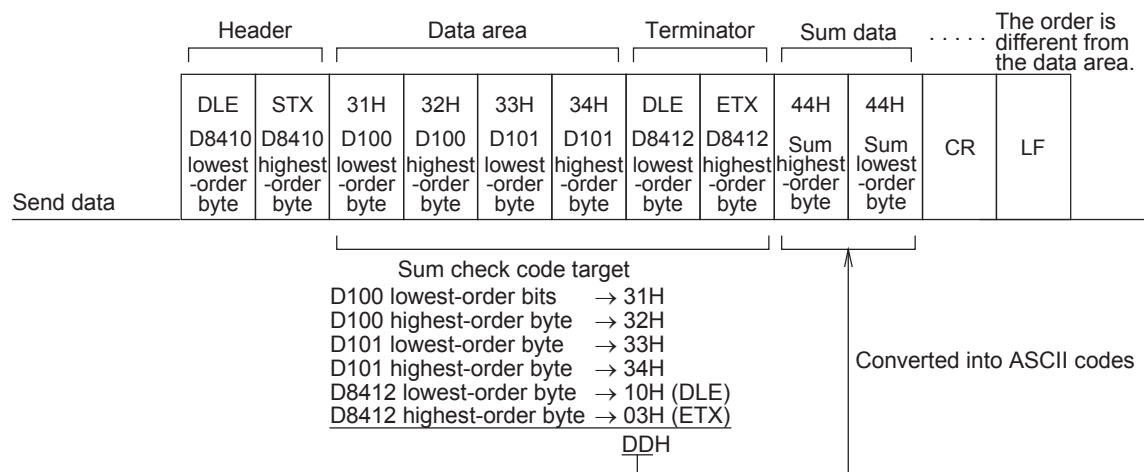 Header Data area Terminator Sum data ..... The order is
different from
the data area.
DLE STX 31H 32H 33H 34H DLE ETX 44H 44H CR LF
D8410 D8410 D100 D100 D101 D101 D8412 D8412 Sum Sum
lowest highest lowest highest lowest highest lowest highest highest lowest
-order -order -order -order -order -order -order -order -order -order
byte byte byte byte byte byte byte byte byte byte
Send data
Sum check code target
D100 lowest-order bits → 31H
D100 highest-order byte → 32H
D101 lowest-order byte → 33H
D101 highest-order byte → 34H
D8412 lowest-order byte → 10H (DLE)
D8412 highest-order byte → 03H (ETX)
DDH
Converted into ASCII codes